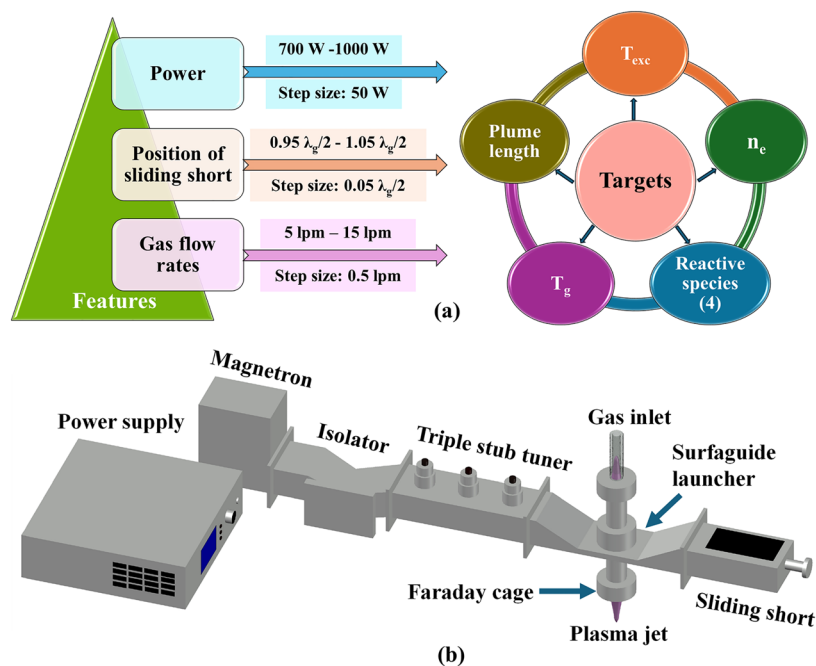 Power
700 W -1000 W
Step size: 50 W
Position of
sliding short
0.95 λg/2 - 1.05 λg/2
Step size: 0.05 λg/2
Gas flow
rates
5 lpm – 15 lpm
Step size: 0.5 lpm
Features
Texc
ne
Reactive
species
(4)
Tg
Plume
length
Targets
(a)
Magnetron
Power supply
Isolator
Triple stub tuner
Gas inlet
Surfaguide
launcher
Faraday cage
Sliding short
Plasma jet
(b)